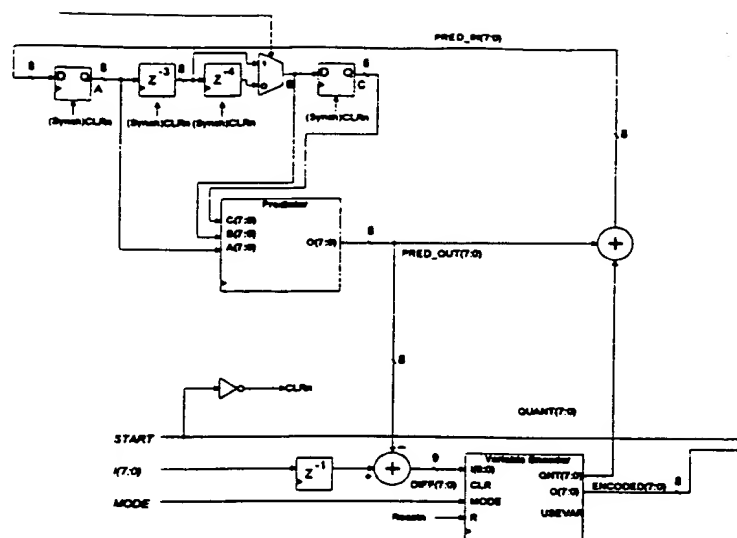 PRED_IN(7:0)
8
8
8
8
Z⁻³
Z⁻⁴
1
0
A
B
C
(Synch)CLRn
(Synch)CLRn
(Synch)CLRn
(Synch)CLRn
8
Predictor
C(7:0)
B(7:0)
A(7:0)
O(7:0)
8
PRED_OUT(7:0)
+
8
CLRn
QUANT(7:0)
START
I(7:0)
Z⁻¹
−
+
+
9
DIFF(7:0)
MODE
Variable Encoder
I(8:0)
CLR
MODE
R
QNT(7:0)
O(7:0)
USEVAR
ENCODED(7:0)
8